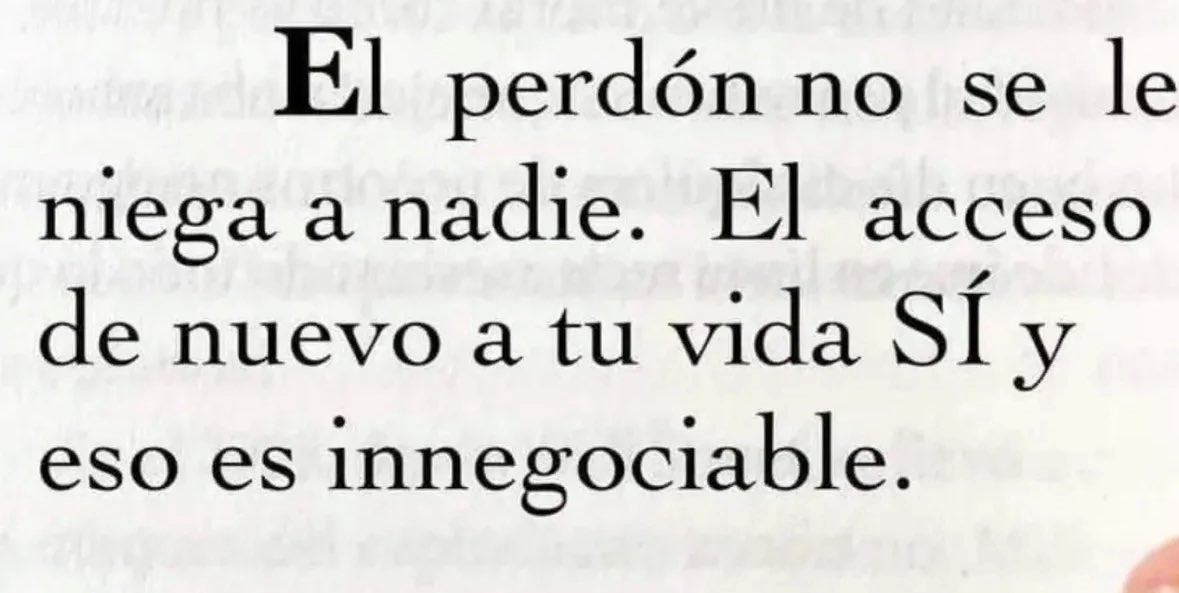 El perdón no se le
niega a nadie. El acceso
de nuevo a tu vida SÍ y
eso es innegociable.